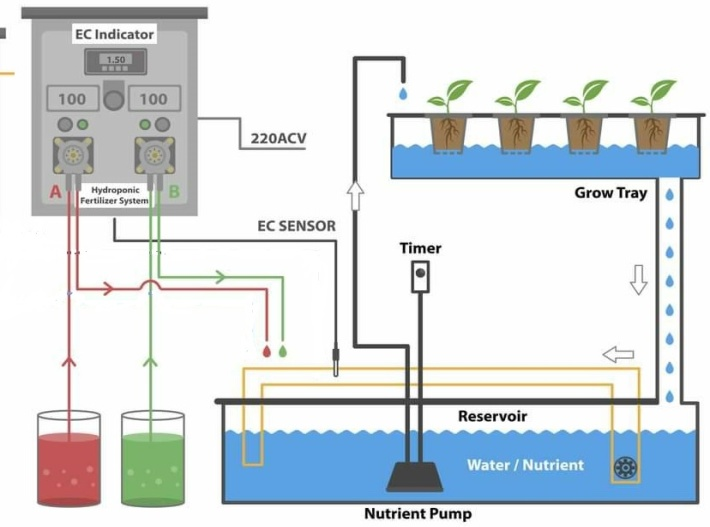 EC Indicator
1.50
100
100
220ACV
A
Hydroponic
Fertilizer System
B
EC SENSOR
Grow Tray
Timer
Reservoir
Water / Nutrient
Nutrient Pump